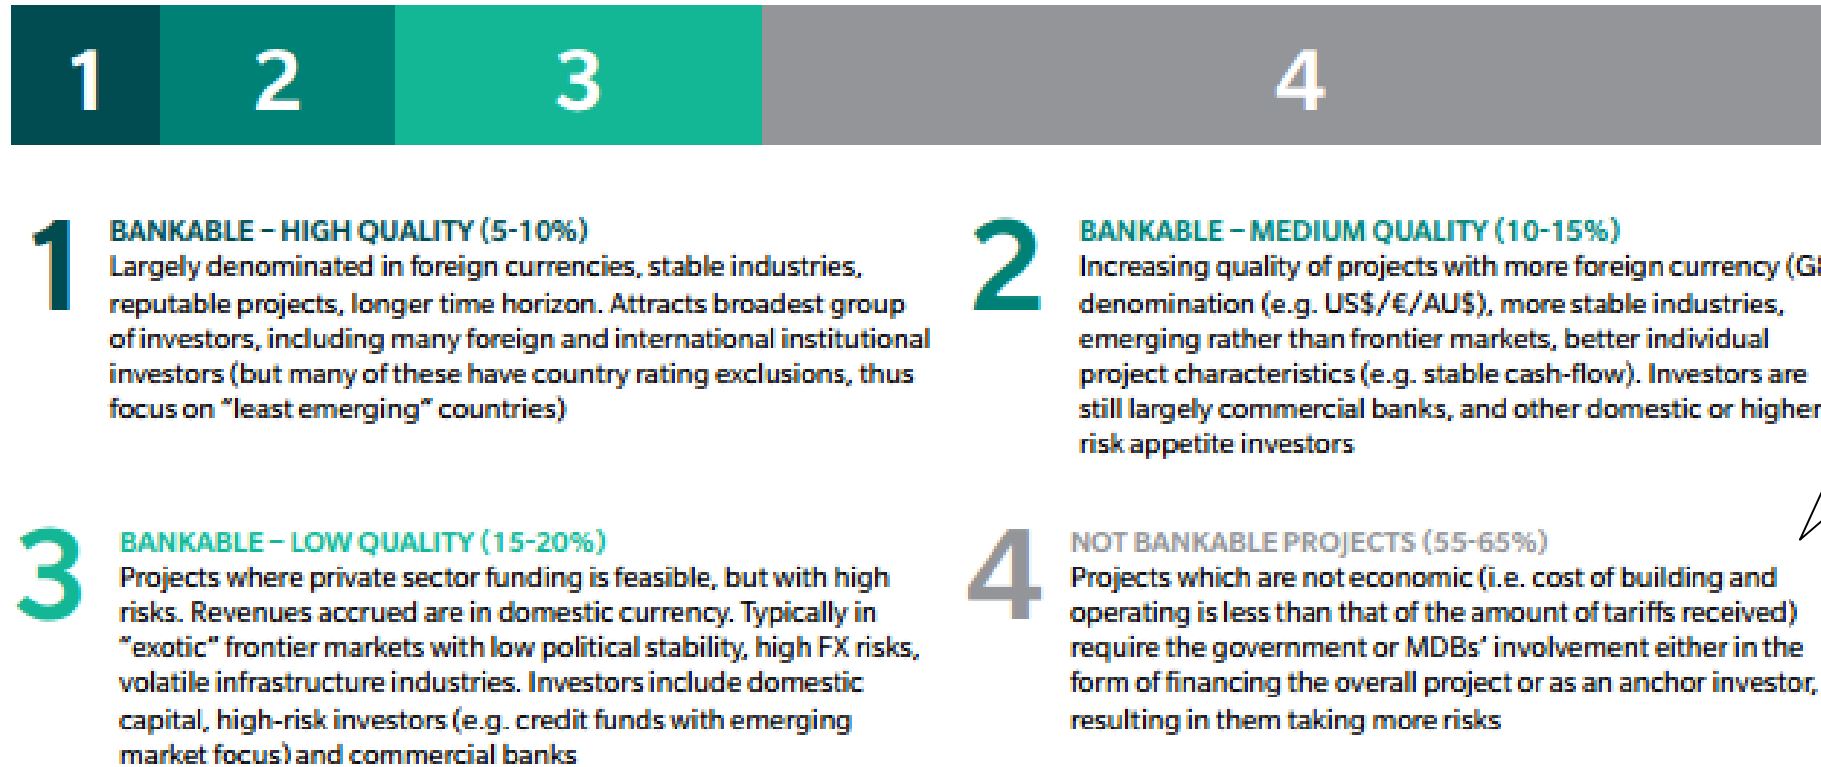 1 2 3 4
1 BANKABLE – HIGH QUALITY (5-10%)
Largely denominated in foreign currencies, stable industries,
reputable projects, longer time horizon. Attracts broadest group
of investors, including many foreign and international institutional
investors (but many of these have country rating exclusions, thus
focus on “least emerging” countries)
2 BANKABLE – MEDIUM QUALITY (10-15%)
Increasing quality of projects with more foreign currency
denomination (e.g. US$/€/AU$), more stable industries,
emerging rather than frontier markets, better individual
project characteristics (e.g. stable cash-flow). Investors are
still largely commercial banks, and other domestic or higher
risk appetite investors
3 BANKABLE – LOW QUALITY (15-20%)
Projects where private sector funding is feasible, but with high
risks. Revenues accrued are in domestic currency. Typically in
“exotic” frontier markets with low political stability, high FX risks,
volatile infrastructure industries. Investors include domestic
capital, high-risk investors (e.g. credit funds with emerging
market focus) and commercial banks
4 NOT BANKABLE PROJECTS (55-65%)
Projects which are not economic (i.e. cost of building and
operating is less than that of the amount of tariffs received)
require the government or MDBs’ involvement either in the
form of financing the overall project or as an anchor investor,
resulting in them taking more risks